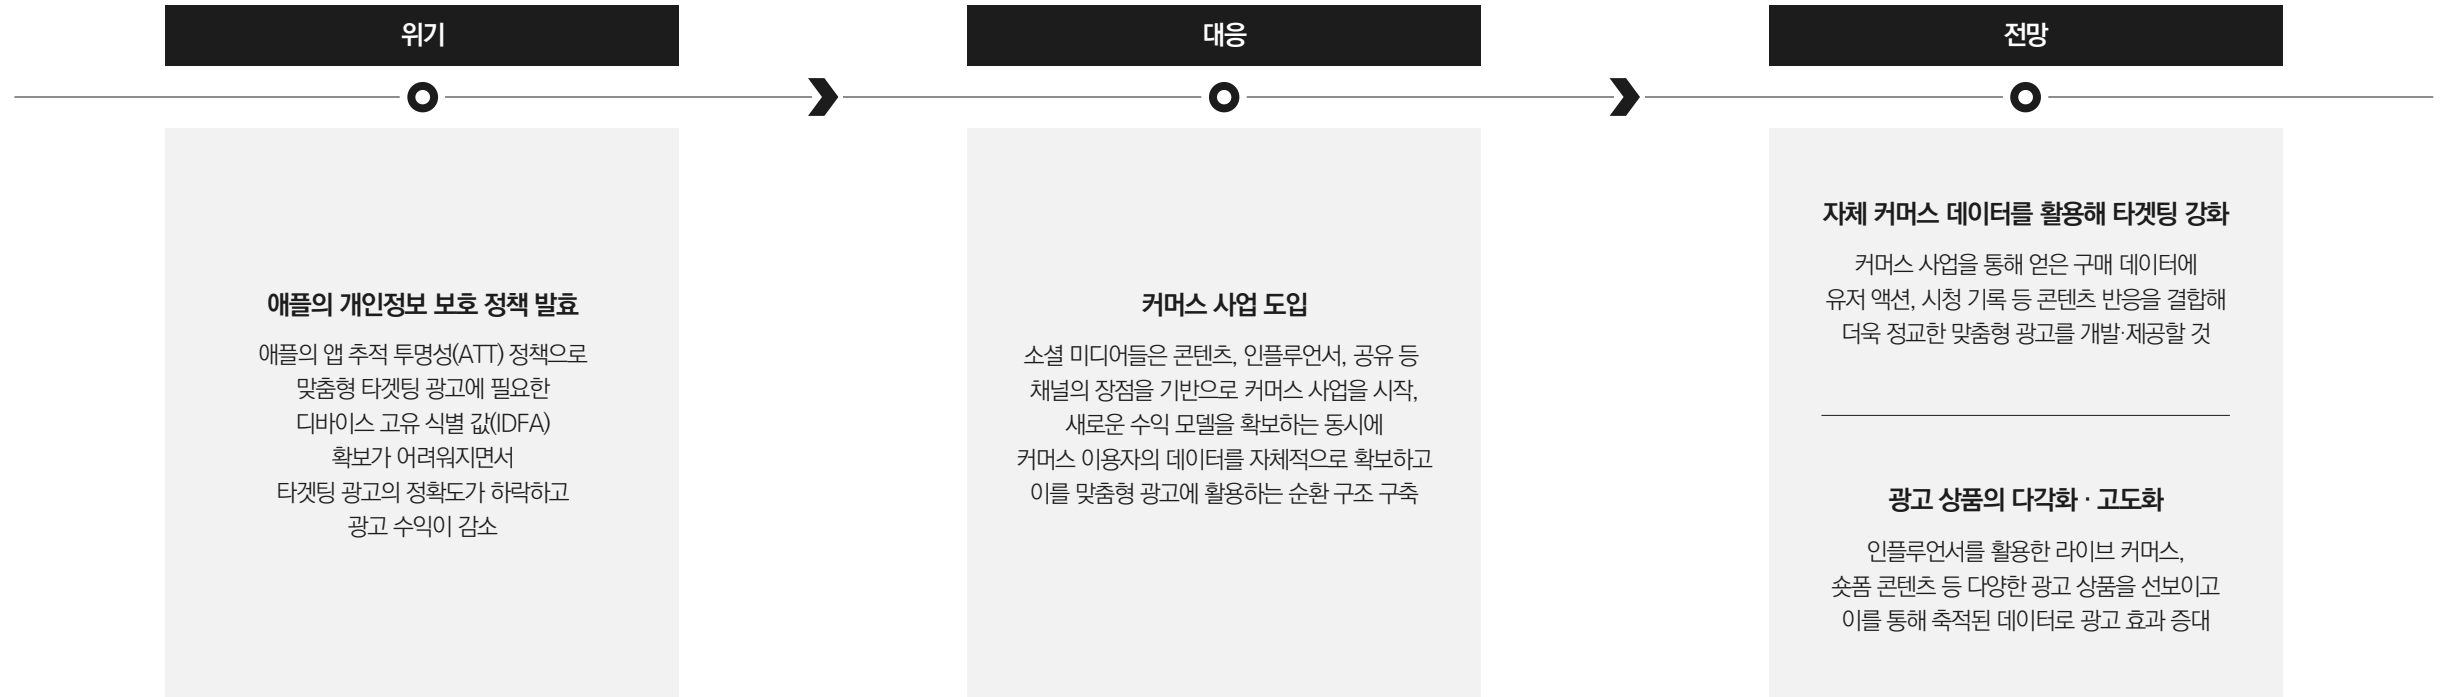 위기
애플의 개인정보 보호 정책 발효
애플의 앱 추적 투명성(ATT) 정책으로
맞춤형 타겟팅 광고에 필요한
디바이스 고유 식별 값(IDFA)
확보가 어려워지면서
타겟팅 광고의 정확도가 하락하고
광고 수익이 감소
대응
커머스 사업 도입
소셜 미디어들은 콘텐츠, 인플루언서, 공유 등
채널의 장점을 기반으로 커머스 사업을 시작,
새로운 수익 모델을 확보하는 동시에
커머스 이용자의 데이터를 자체적으로 확보하고
이를 맞춤형 광고에 활용하는 순환 구조 구축
전망
자체 커머스 데이터를 활용해 타겟팅 강화
커머스 사업을 통해 얻은 구매 데이터에
유저 액션, 시청 기록 등 콘텐츠 반응을 결합해
더욱 정교한 맞춤형 광고를 개발·제공할 것
광고 상품의 다각화 · 고도화
인플루언서를 활용한 라이브 커머스,
숏폼 콘텐츠 등 다양한 광고 상품을 선보이고
이를 통해 축적된 데이터로 광고 효과 증대